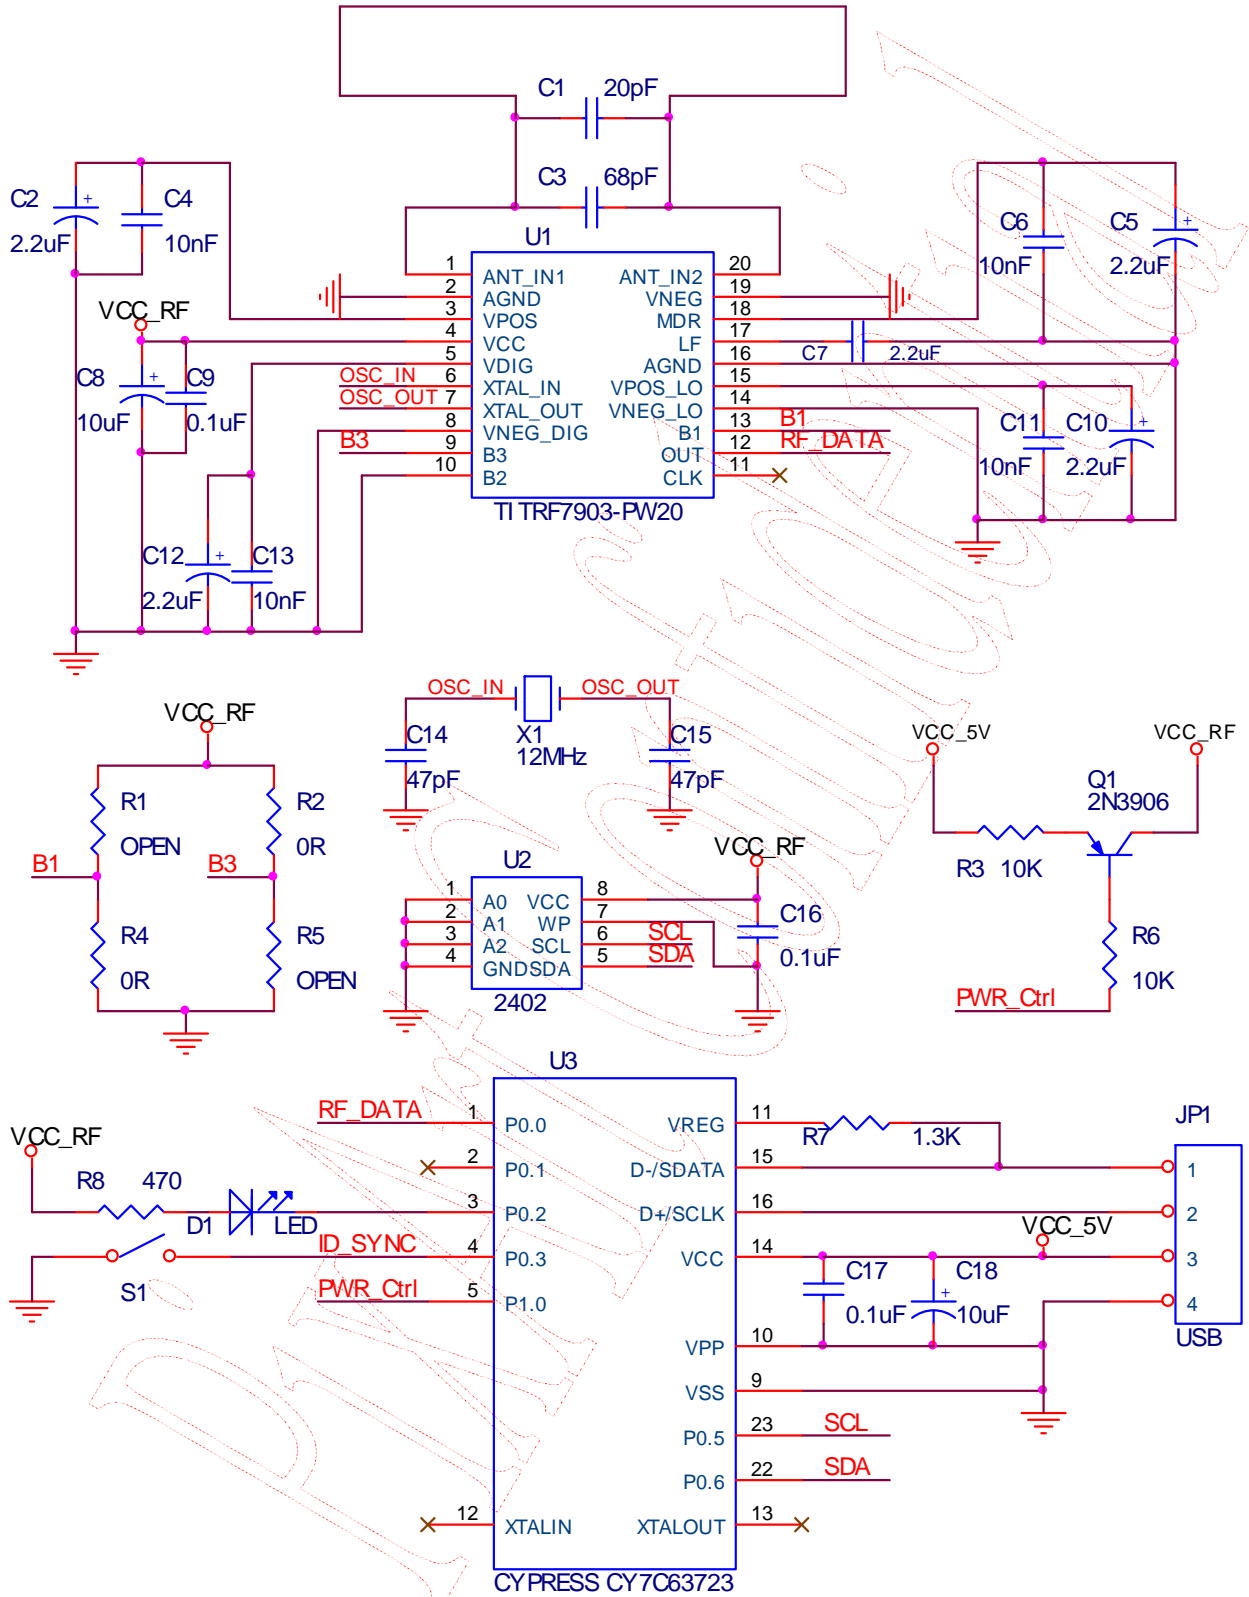 C1 20pF
C3 68pF
C2 + C4
2.2uF 10nF
C6 C5 +
10nF 2.2uF
U1
1 ANT_IN1 ANT_IN2 20
2 AGND VNEG 19
3 VPOS MDR 18
4 VCC LF 17
5 VDIG AGND 16
6 XTAL_IN VPOS_LO 15
7 XTAL_OUT VNEG_LO 14
8 VNEG_DIG B1 13
9 B3 OUT 12
10 B2 CLK 11
TI TRF7903-PW20
VCC_RF
C8 + C9
10uF 0.1uF
OSC_IN
OSC_OUT
B3
C7 2.2uF
B1
RF_DATA
C11 C10 +
10nF 2.2uF
C12 + C13
2.2uF 10nF
OSC_IN OSC_OUT
X1
12MHz
C14 C15
47pF 47pF
VCC_RF
R1 R2
OPEN 0R
B1 B3
R4 R5
0R OPEN
VCC_5V VCC_RF
Q1
2N3906
R3 10K
R6
10K
PWR_Ctrl
U2
1 A0 VCC 8
2 A1 WP 7
3 A2 SCL 6
4 GND SDA 5
2402
SCL
SDA
VCC_RF
C16
0.1uF
U3
RF_DATA 1 P0.0 VREG 11
2 P0.1 D-/SDATA 15
3 P0.2 D+/SCLK 16
ID_SYNC 4 P0.3 VCC 14
PWR_Ctrl 5 P1.0
VPP 10
VSS 9
P0.5 23 SCL
P0.6 22 SDA
12 XTALIN XTALOUT 13
CYPRESS CY7C63723
VCC_RF
R8 470
D1 LED
S1
R7 1.3K
VCC_5V
C17 C18 +
0.1uF 10uF
JP1
1
2
3
4
USB